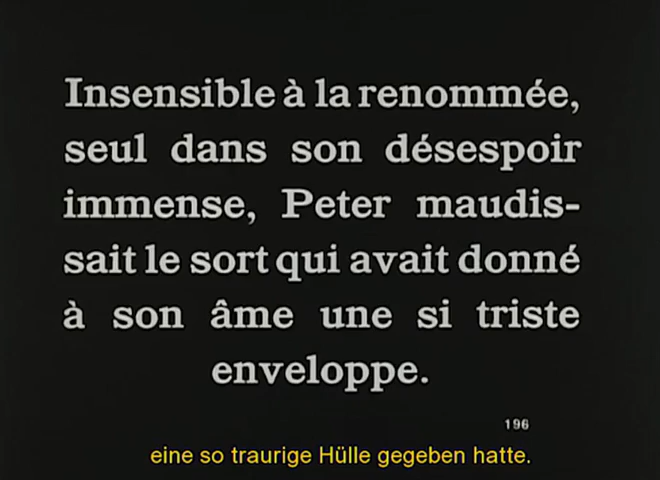 Insensible à la renommée,
seul dans son désespoir
immense, Peter maudis-
sait le sort qui avait donné
à son âme une si triste
enveloppe.
196
eine so traurige Hülle gegeben hatte.